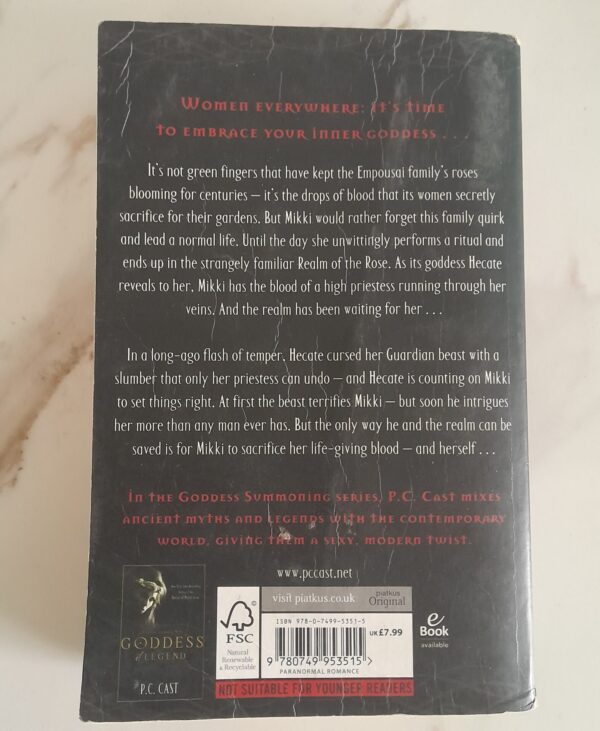 WOMEN EVERYWHERE: IT'S TIME
TO EMBRACE YOUR INNER GODDESS . . .
It's not green fingers that have kept the Empousai family's roses
blooming for centuries – it's the drops of blood that its women secretly
sacrifice for their gardens. But Mikki would rather forget this family quirk
and lead a normal life. Until the day she unwittingly performs a ritual and
ends up in the strangely familiar Realm of the Rose. As its goddess Hecate
reveals to her, Mikki has the blood of a high priestess running through her
veins. And the realm has been waiting for her . . .
In a long-ago flash of temper, Hecate cursed her Guardian beast with a
slumber that only her priestess can undo – and Hecate is counting on Mikki
to set things right. At first the beast terrifies Mikki – but soon he intrigues
her more than any man ever has. But the only way he and the realm can be
saved is for Mikki to sacrifice her life-giving blood – and herself . . .
IN THE GODDESS SUMMONING SERIES, P.C. CAST MIXES
ANCIENT MYTHS AND LEGENDS WITH THE CONTEMPORARY
WORLD, GIVING THEM A SEXY, MODERN TWIST.
www.pccast.net
GODDESS
of LEGEND
P.C. CAST
FSC
Natural
Renewable
& Recyclable
visit piatkus.co.uk
piatkus
Original
ISBN 978-0-7499-5351-5
9 780749 953515 >
PARANORMAL ROMANCE
UK£7.99
e
Book
available
NOT SUITABLE FOR YOUNGER READERS